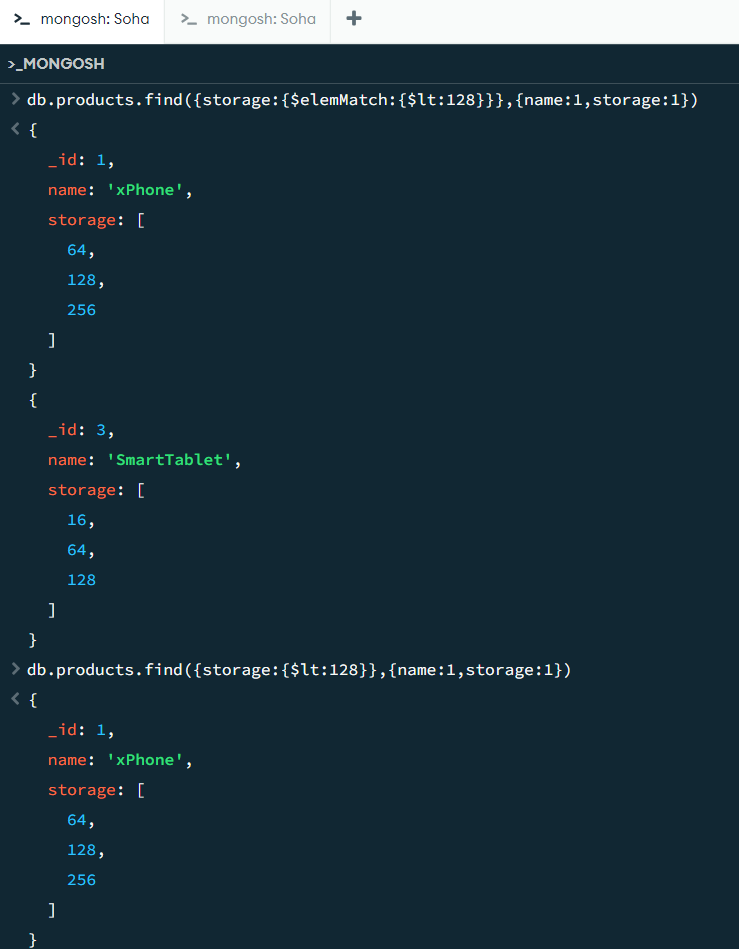 >_ mongosh: Soha >_ mongosh: Soha +
>_MONGOSH
> db.products.find({storage:{$elemMatch:{$lt:128}}},{name:1,storage:1})
< {
_id: 1,
name: 'xPhone',
storage: [
64,
128,
256
]
}
{
_id: 3,
name: 'SmartTablet',
storage: [
16,
64,
128
]
}
> db.products.find({storage:{$lt:128}},{name:1,storage:1})
< {
_id: 1,
name: 'xPhone',
storage: [
64,
128,
256
]
}